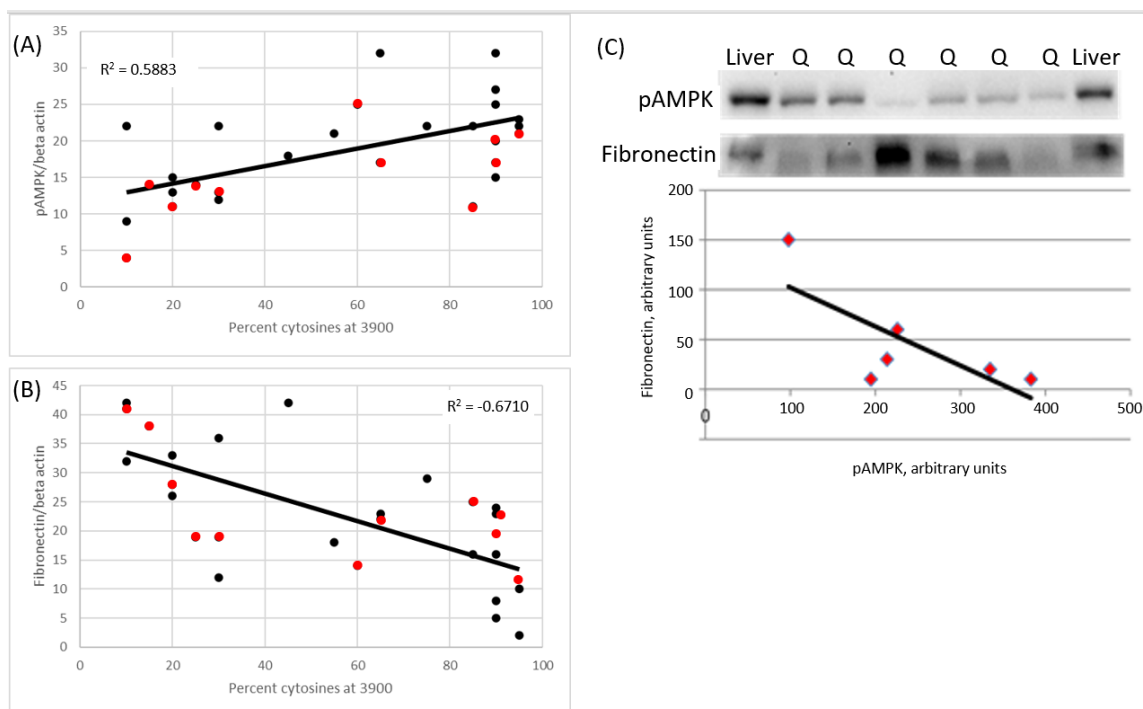 (A)
35
30
25
20
15
10
5
0
R² = 0.5883
pAMPK/beta actin
0 20 40 60 80 100
Percent cytosines at 3900
(B)
45
40
35
30
25
20
15
10
5
0
R² = -0.6710
Fibronectin/beta actin
0 20 40 60 80 100
Percent cytosines at 3900
(C)
Liver Q Q Q Q Q Q Liver
pAMPK
Fibronectin
200
150
100
50
0
Fibronectin, arbitrary units
0 100 200 300 400 500
pAMPK, arbitrary units